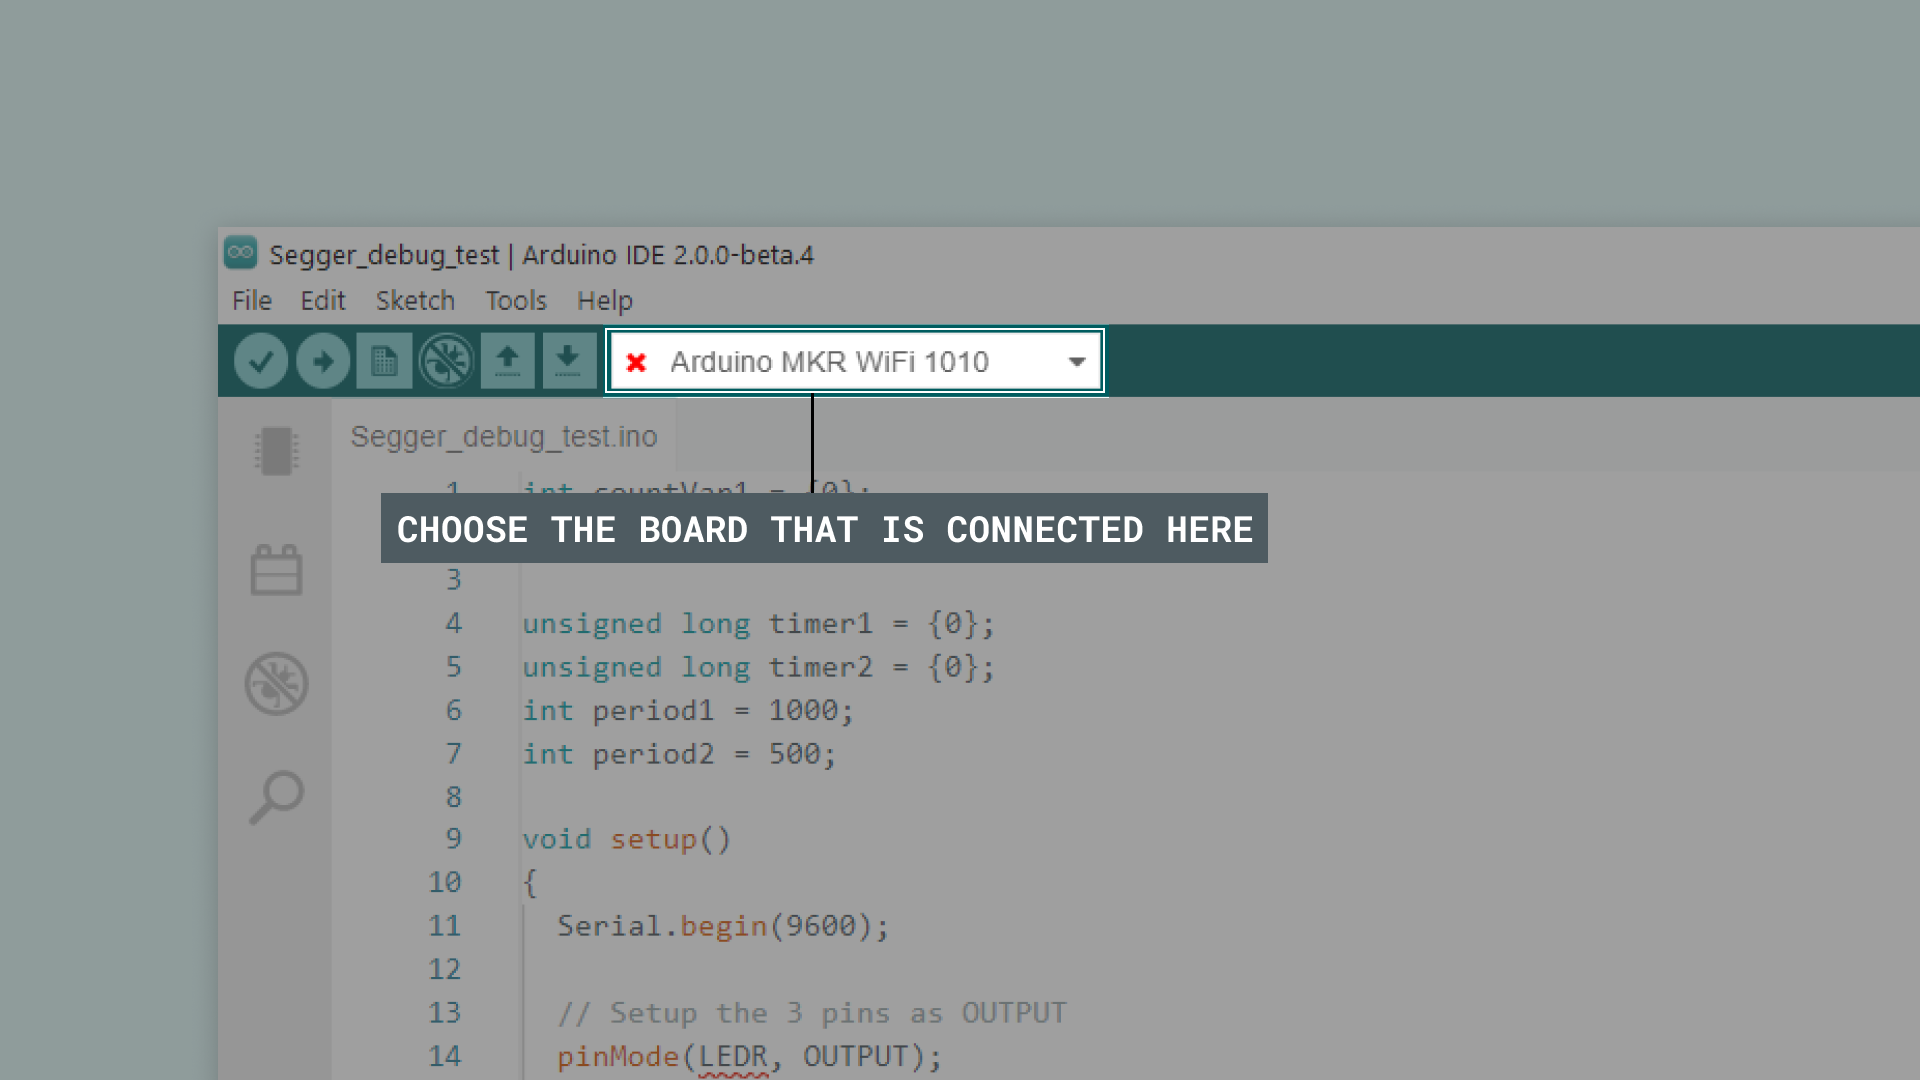 Segger_debug_test | Arduino IDE 2.0.0-beta.4
File Edit Sketch Tools Help
Arduino MKR WiFi 1010
Segger_debug_test.ino
1 int countVar1 = {0};
CHOOSE THE BOARD THAT IS CONNECTED HERE
3
4 unsigned long timer1 = {0};
5 unsigned long timer2 = {0};
6 int period1 = 1000;
7 int period2 = 500;
8
9 void setup()
10 {
11 Serial.begin(9600);
12
13 // Setup the 3 pins as OUTPUT
14 pinMode(LEDR, OUTPUT);